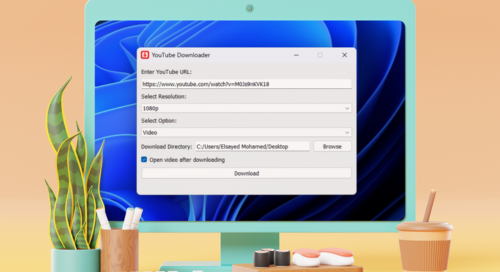 YouTube Downloader
Enter YouTube URL:
https://www.youtube.com/watch?v=M0Jo9nKVK18
Select Resolution:
1080p
Select Option:
Video
Download Directory: C:/Users/Elsayed Mohamed/Desktop Browse
Open video after downloading
Download